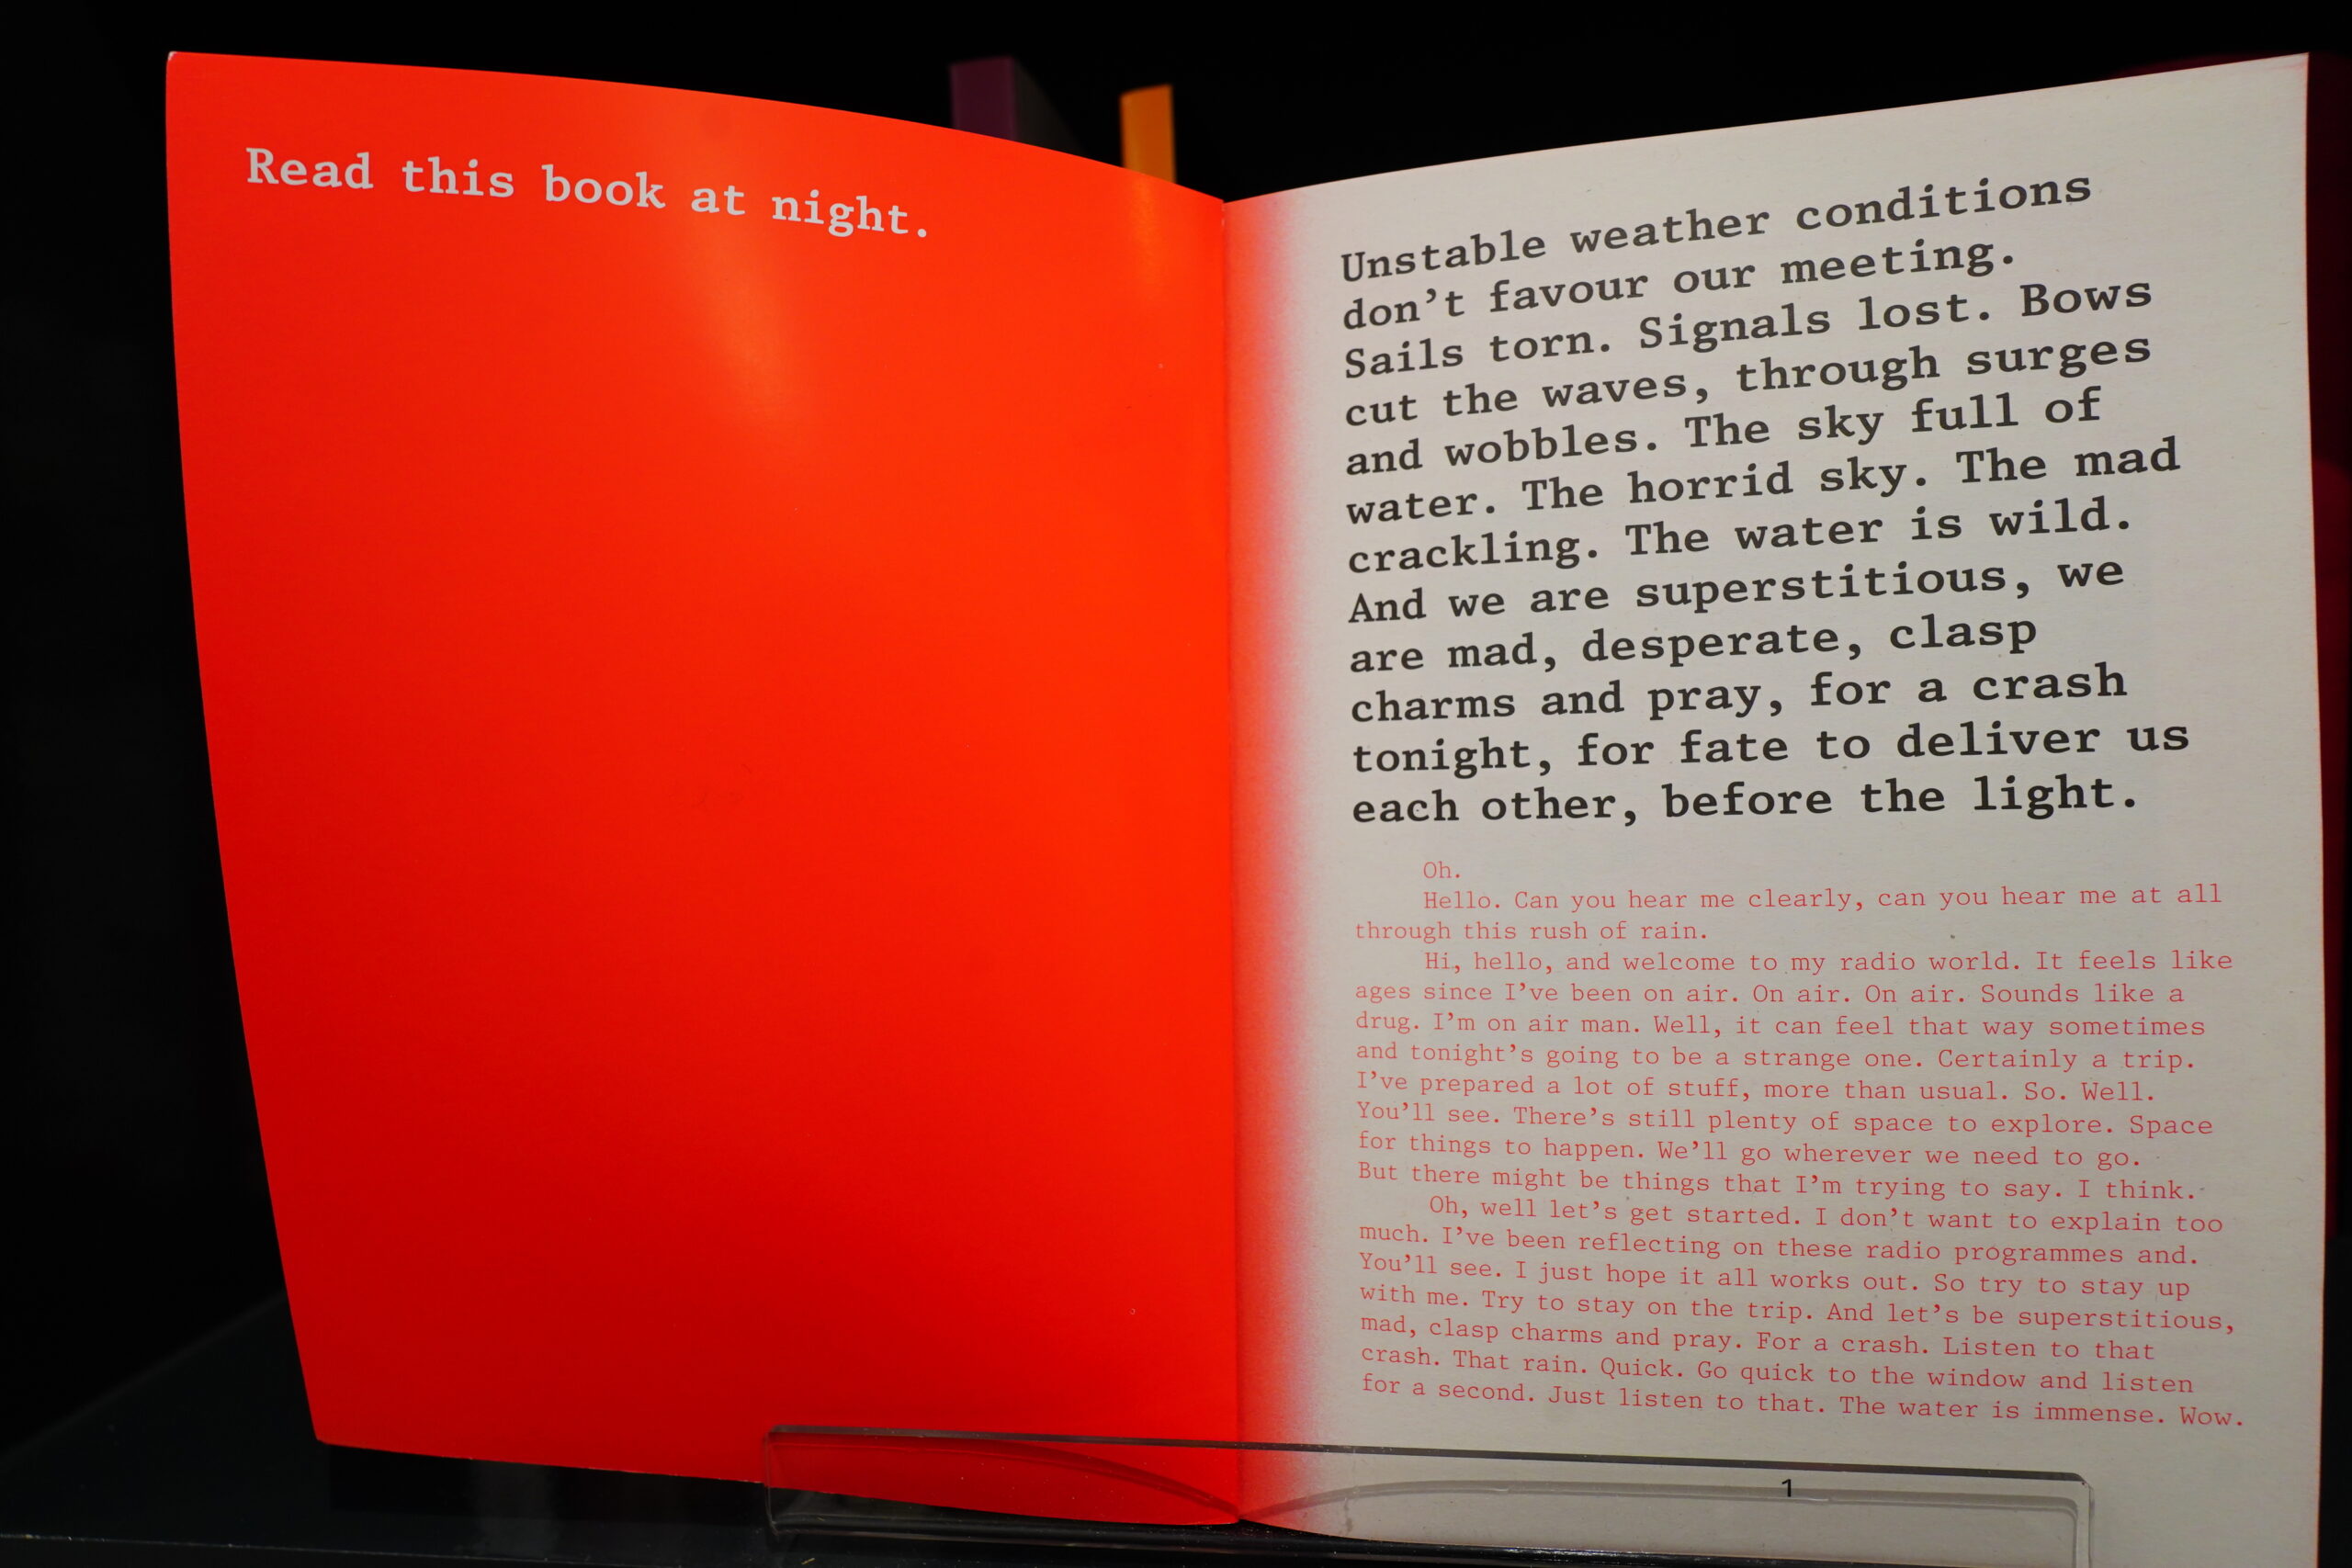 Read this book at night.
Unstable weather conditions
don't favour our meeting.
Sails torn. Signals lost. Bows
cut the waves, through surges
and wobbles. The sky full of
water. The horrid sky. The mad
crackling. The water is wild.
And we are superstitious, we
are mad, desperate, clasp
charms and pray, for a crash
tonight, for fate to deliver us
each other, before the light.
Oh.
Hello. Can you hear me clearly, can you hear me at all
through this rush of rain.
Hi, hello, and welcome to my radio world. It feels like
ages since I've been on air. On air. On air. Sounds like a
drug. I'm on air man. Well, it can feel that way sometimes
and tonight's going to be a strange one. Certainly a trip.
I've prepared a lot of stuff, more than usual. So. Well.
You'll see. There's still plenty of space to explore. Space
for things to happen. We'll go wherever we need to go.
But there might be things that I'm trying to say. I think.
Oh, well let's get started. I don't want to explain too
much. I've been reflecting on these radio programmes and.
You'll see. I just hope it all works out. So try to stay up
with me. Try to stay on the trip. And let's be superstitious,
mad, clasp charms and pray. For a crash. Listen to that
crash. That rain. Quick. Go quick to the window and listen
for a second. Just listen to that. The water is immense. Wow.
1